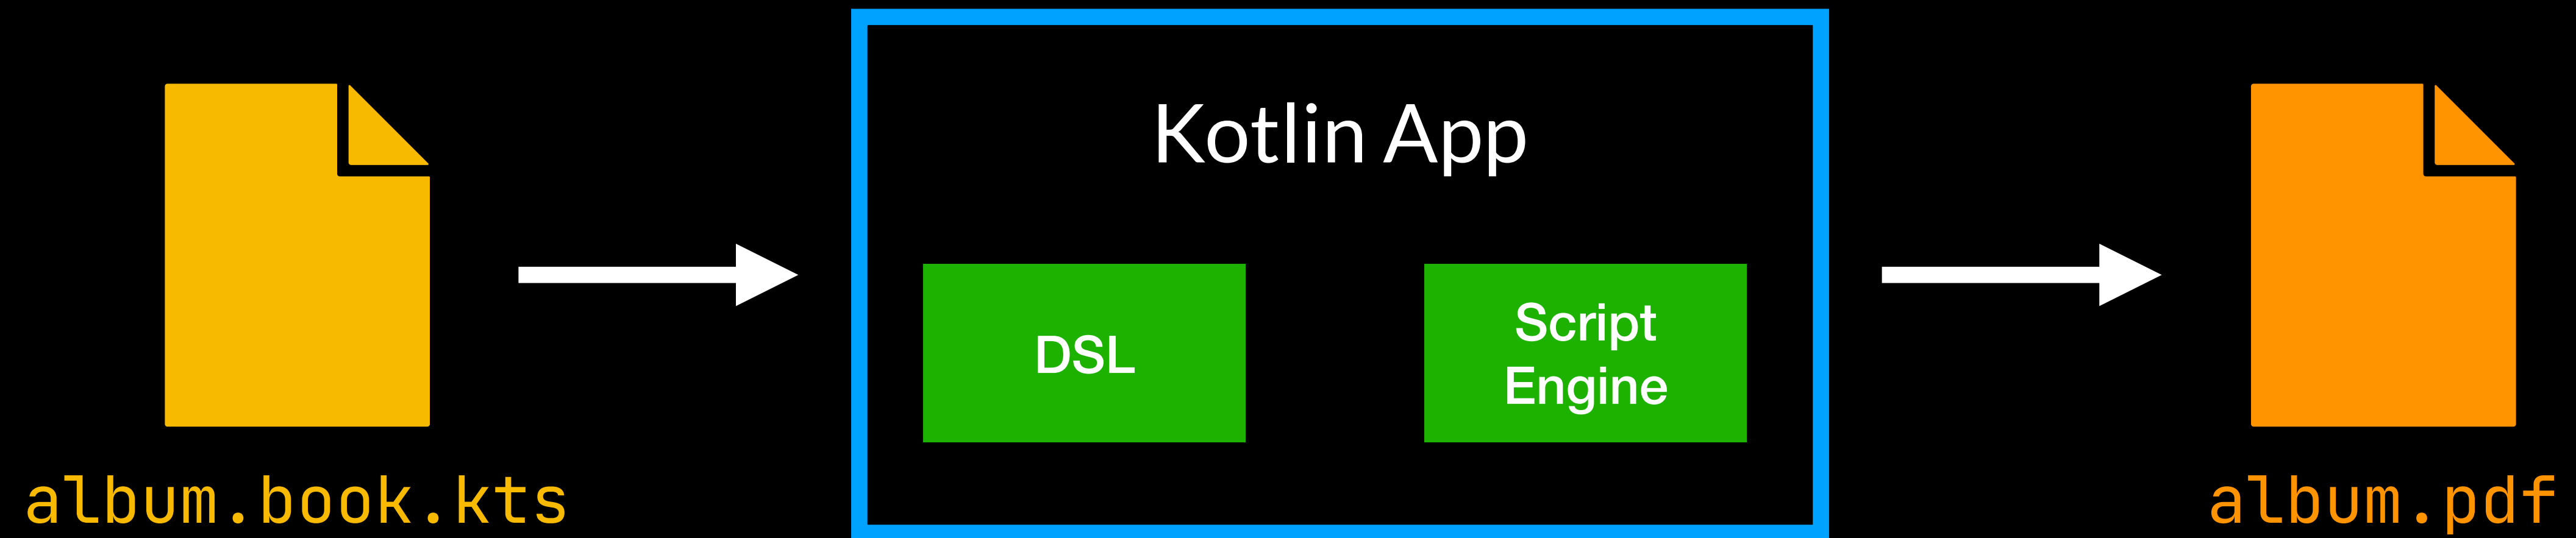 Kotlin App
DSL
Script
Engine
album.book.kts
album.pdf